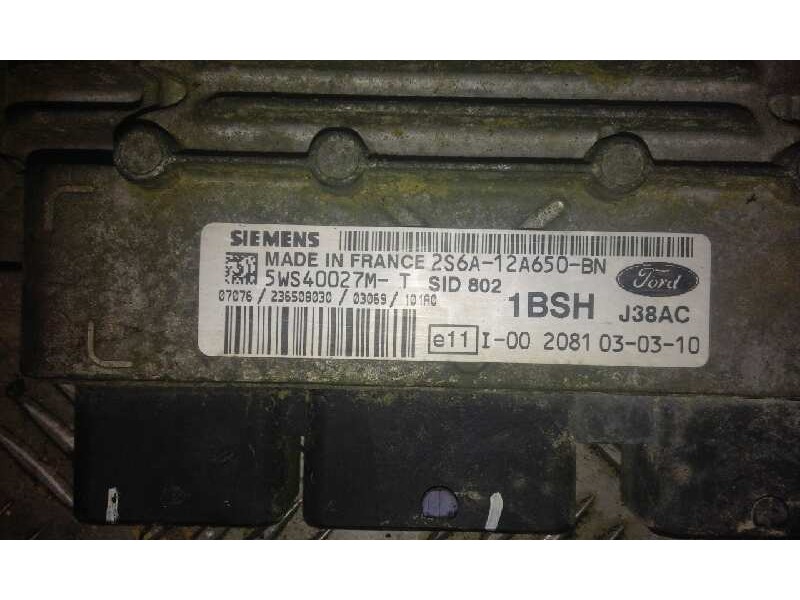 SIEMENS
MADE IN FRANCE 2S6A-12A650-BN
5WS40027M-T SID 802
Ford
07076 / 236508030 / 03069 / 101A0
1BSH J38AC
e11 I-00 2081 03-03-10